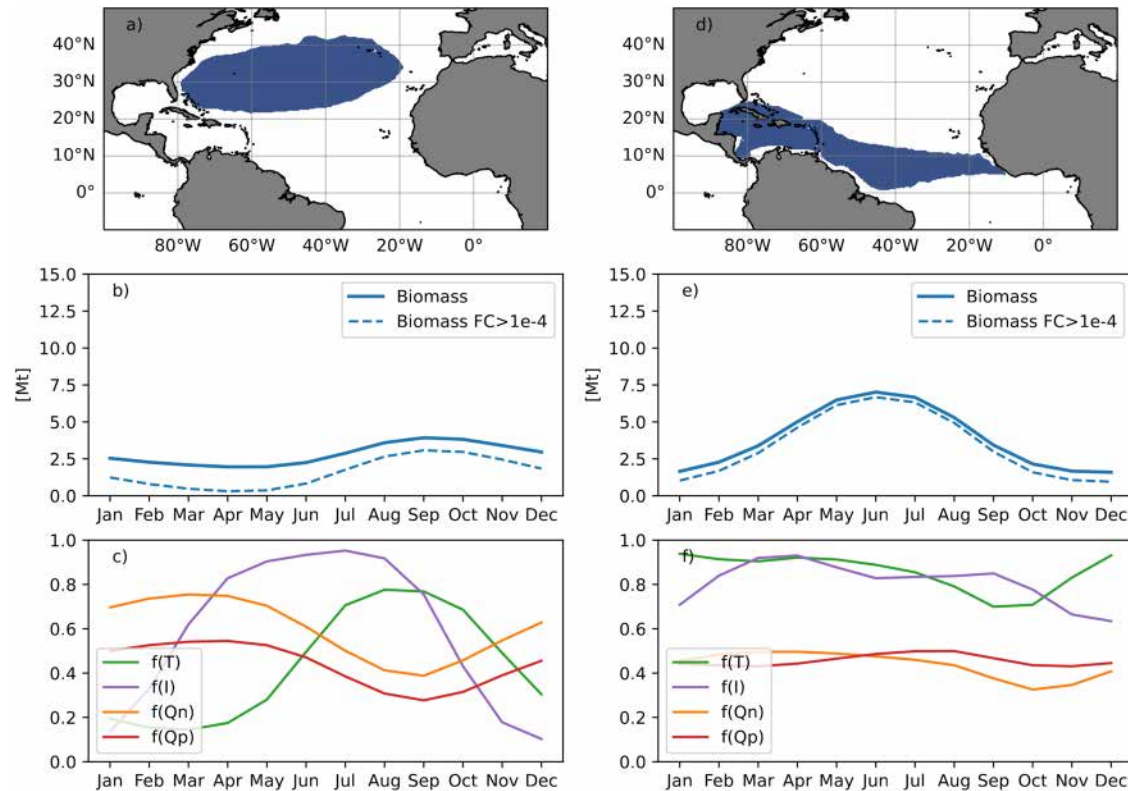 a)
40°N
30°N
20°N
10°N
0°
80°W 60°W 40°W 20°W 0°
d)
40°N
30°N
20°N
10°N
0°
80°W 60°W 40°W 20°W 0°
b)
15.0
12.5
10.0
7.5
5.0
2.5
0.0
[Mt]
Biomass
Biomass FC>1e-4
Jan Feb Mar Apr May Jun Jul Aug Sep Oct Nov Dec
e)
15.0
12.5
10.0
7.5
5.0
2.5
0.0
[Mt]
Biomass
Biomass FC>1e-4
Jan Feb Mar Apr May Jun Jul Aug Sep Oct Nov Dec
c)
1.0
0.8
0.6
0.4
0.2
0.0
f(T)
f(I)
f(Qn)
f(Qp)
Jan Feb Mar Apr May Jun Jul Aug Sep Oct Nov Dec
f)
1.0
0.8
0.6
0.4
0.2
0.0
f(T)
f(I)
f(Qn)
f(Qp)
Jan Feb Mar Apr May Jun Jul Aug Sep Oct Nov Dec